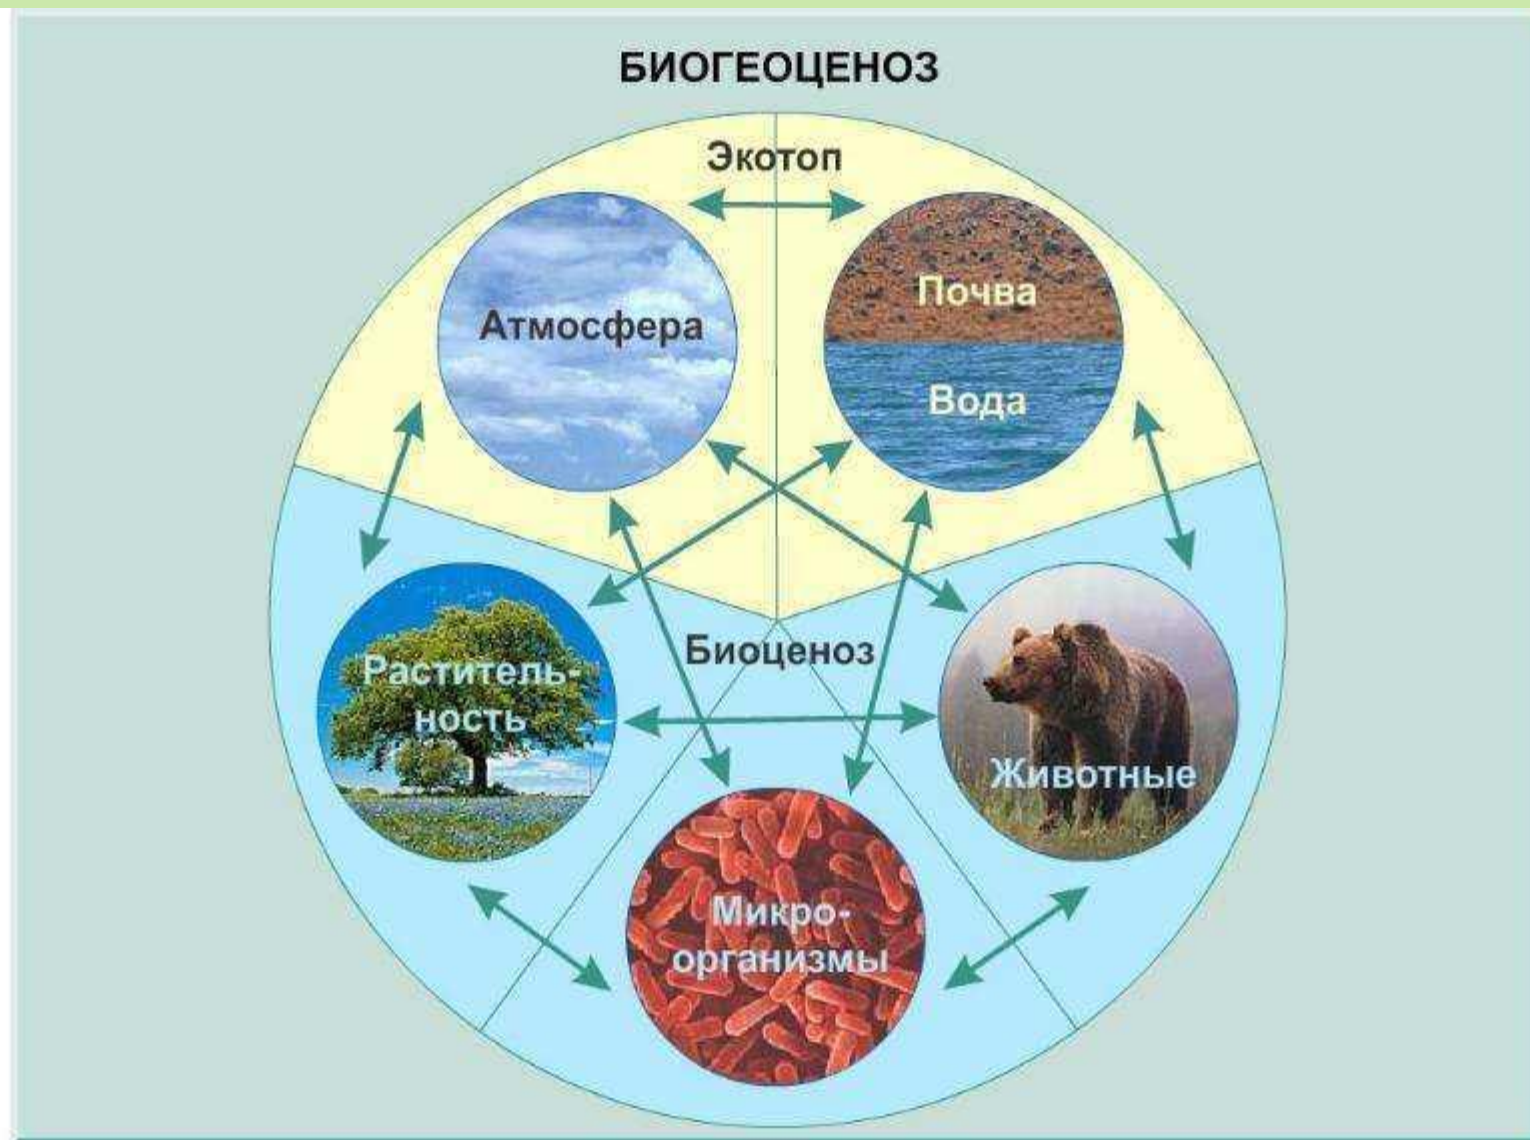 БИОГЕОЦЕНОЗ
Экотоп
Атмосфера
Почва
Вода
Биоценоз
Раститель-
ность
Животные
Микро-
организмы